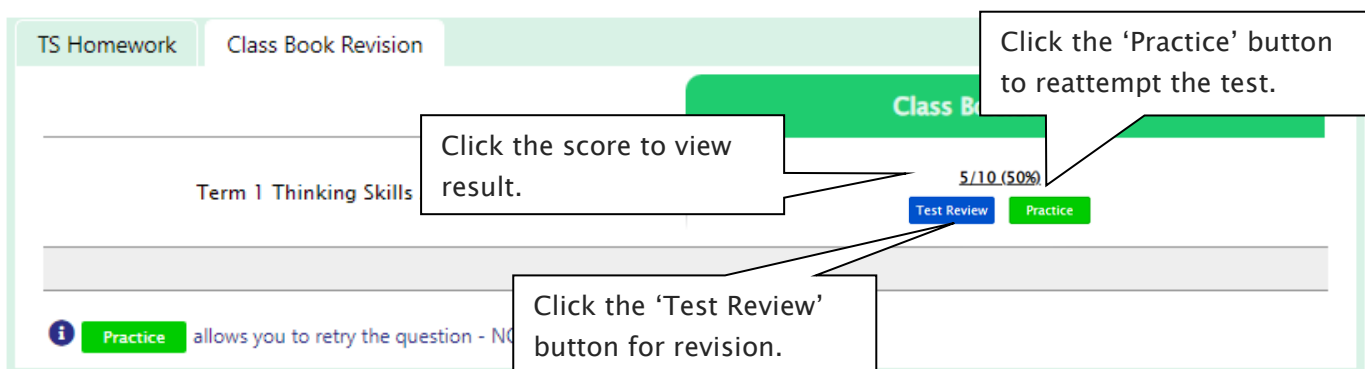 TS Homework Class Book Revision
Click the ‘Practice’ button
to reattempt the test.
Class
Click the score to view
result.
Term 1 Thinking Skills
5/10 (50%)
Test Review Practice
Click the ‘Test Review’
button for revision.
Practice allows you to retry the question -